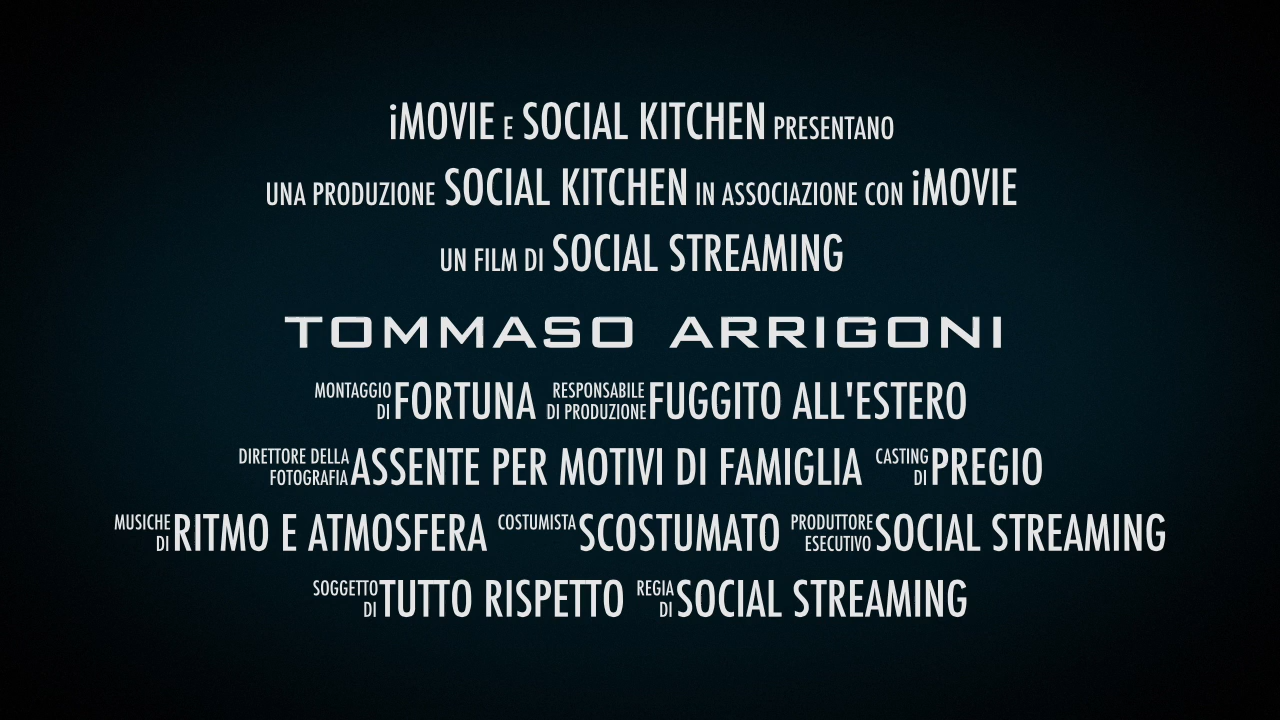 iMOVIE E SOCIAL KITCHEN PRESENTANO
UNA PRODUZIONE SOCIAL KITCHEN IN ASSOCIAZIONE CON iMOVIE
UN FILM DI SOCIAL STREAMING
TOMMASO ARRIGONI
MONTAGGIO DI FORTUNA RESPONSABILE DI PRODUZIONE FUGGITO ALL'ESTERO
DIRETTORE DELLA FOTOGRAFIA ASSENTE PER MOTIVI DI FAMIGLIA CASTING DI PREGIO
MUSICHE DI RITMO E ATMOSFERA COSTUMISTA SCOSTUMATO PRODUTTORE ESECUTIVO SOCIAL STREAMING
SOGGETTO DI TUTTO RISPETTO REGIA DI SOCIAL STREAMING